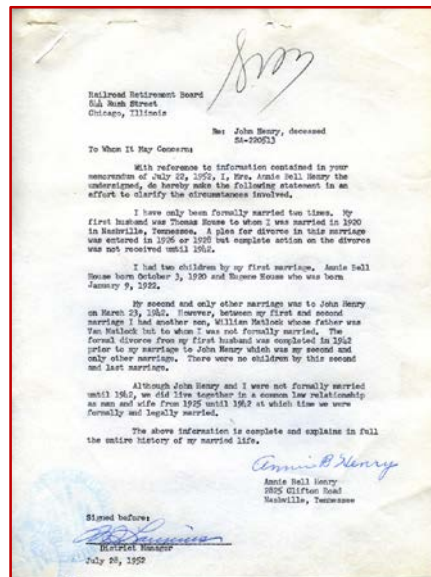 Railroad Retirement Board
844 Rush Street
Chicago, Illinois
Re: John Henry, deceased
SA-220513
To Whom It May Concern:
With reference to information contained in your
memorandum of July 22, 1952, I, Mrs. Annie Bell Henry the
undersigned, do hereby make the following statement in an
effort to clarify the circumstances involved.
I have only been formally married two times. My
first husband was Thomas House to whom I was married in 1920
in Nashville, Tennessee. A plea for divorce in this marriage
was entered in 1926 or 1928 but complete action on the divorce
was not received until 1942.
I had two children by my first marriage. Annie Bell
House born October 3, 1920 and Eugene House who was born
January 9, 1922.
My second and only other marriage was to John Henry
on March 23, 1942. However, between my first and second
marriage I had another son, William Matlock whose father was
Van Matlock but to whom I was not formally married. The
formal divorce from my first husband was completed in 1942
prior to my marriage to John Henry which was my second and
only other marriage. There were no children by this second
and last marriage.
Although John Henry and I were not formally married
until 1942, we did live together in a common law relationship
as man and wife from 1925 until 1942 at which time we were
formally and legally married.
The above information is complete and explains in full
the entire history of my married life.
Annie B Henry
Annie Bell Henry
2825 Clifton Road
Nashville, Tennessee
Signed before:
District Manager
July 28, 1952